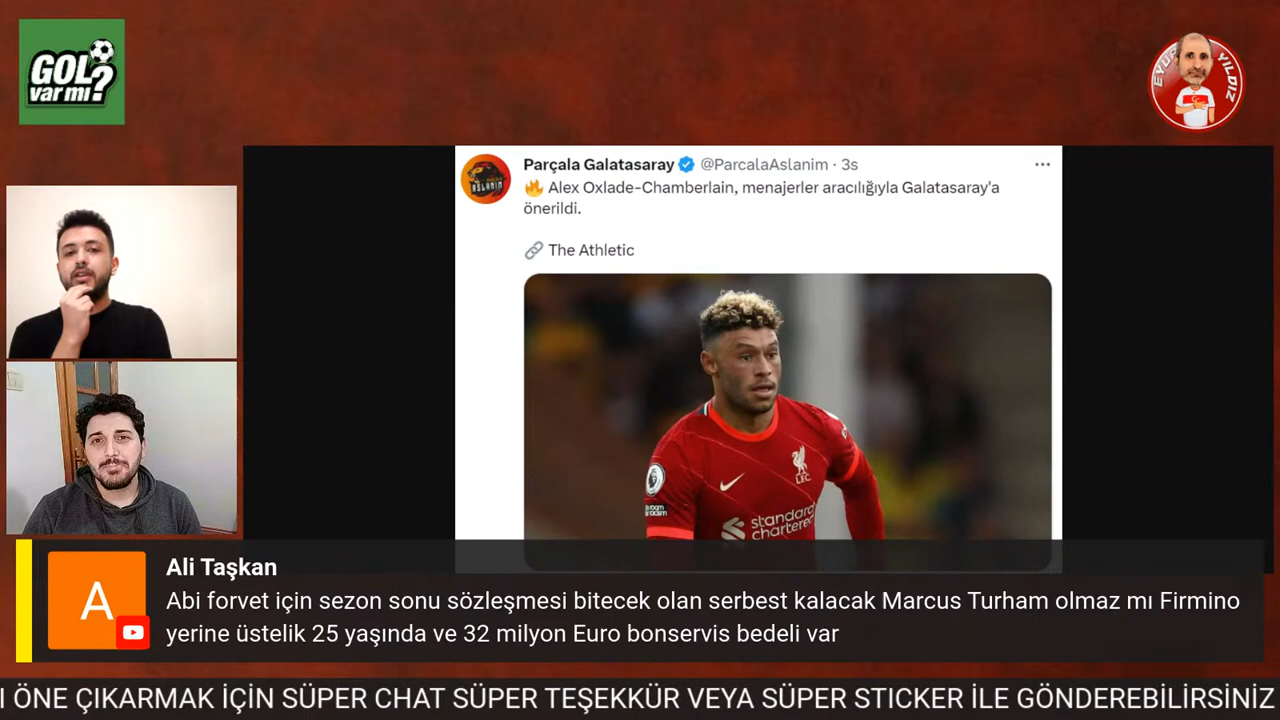 GOL
var mı?
EYÜP YILDIZ
Parçala Galatasaray @ParcalaAslanim · 3s
🔥 Alex Oxlade-Chamberlain, menajerler aracılığıyla Galatasaray'a
önerildi.
🔗 The Athletic
ASLANIM
L.F.C.
standard
chartered
Ali Taşkan
A
Abi forvet için sezon sonu sözleşmesi bitecek olan serbest kalacak Marcus Turham olmaz mı Firmino
yerine üstelik 25 yaşında ve 32 milyon Euro bonservis bedeli var
I ÖNE ÇIKARMAK İÇİN SÜPER CHAT SÜPER TEŞEKKÜR VEYA SÜPER STICKER İLE GÖNDEREBİLİRSİNİZ